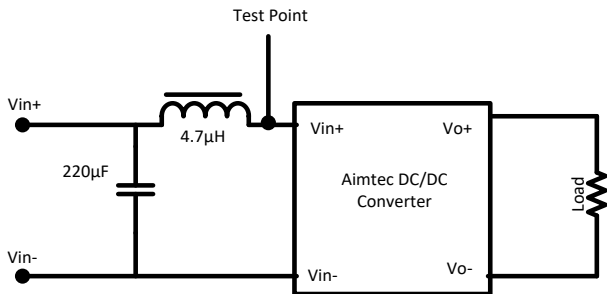 Test Point
Vin+
4.7µH
Vin+
Vo+
220µF
Aimtec DC/DC
Converter
Load
Vin-
Vin-
Vo-